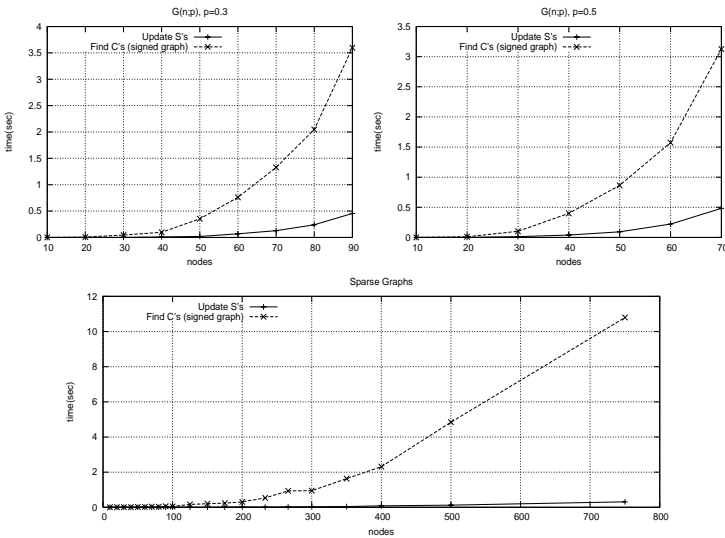 G(n;p), p=0.3
Update S's
Find C's (signed graph)
4
3.5
3
2.5
2
1.5
1
0.5
0
time(sec)
10 20 30 40 50 60 70 80 90
nodes
G(n;p), p=0.5
Update S's
Find C's (signed graph)
3.5
3
2.5
2
1.5
1
0.5
0
time(sec)
10 20 30 40 50 60 70
nodes
Sparse Graphs
Update S's
Find C's (signed graph)
12
10
8
6
4
2
0
time(sec)
0 100 200 300 400 500 600 700 800
nodes